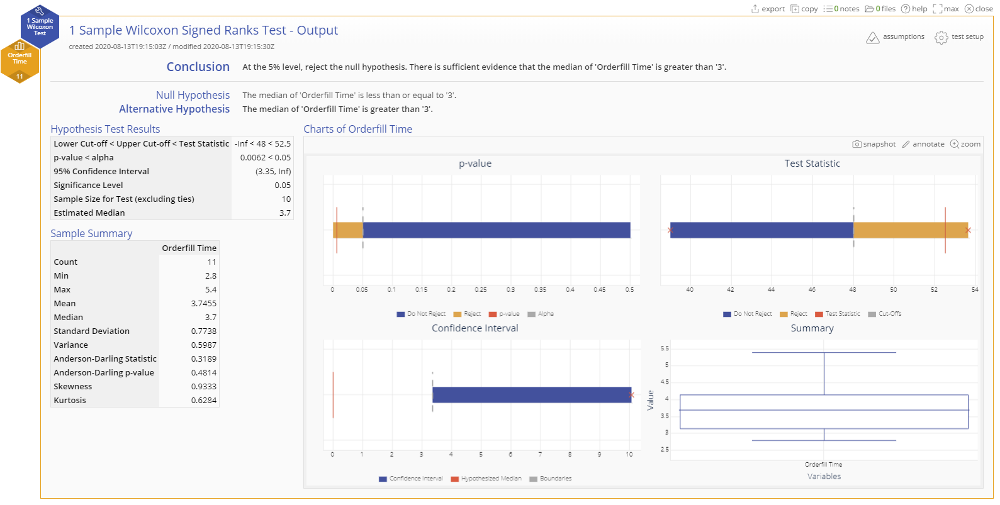 export copy 0 notes 0 files help max close
1 Sample
Wilcoxon
Test
Orderfill
Time
11
1 Sample Wilcoxon Signed Ranks Test - Output
created 2020-08-13T19:15:03Z / modified 2020-08-13T19:15:30Z
assumptions test setup
Conclusion At the 5% level, reject the null hypothesis. There is sufficient evidence that the median of 'Orderfill Time' is greater than '3'.
Null Hypothesis The median of 'Orderfill Time' is less than or equal to '3'.
Alternative Hypothesis The median of 'Orderfill Time' is greater than '3'.
Hypothesis Test Results
Lower Cut-off < Upper Cut-off < Test Statistic -Inf < 48 < 52.5
p-value < alpha 0.0062 < 0.05
95% Confidence Interval (3.35, Inf)
Significance Level 0.05
Sample Size for Test (excluding ties) 10
Estimated Median 3.7
Sample Summary
Orderfill Time
Count 11
Min 2.8
Max 5.4
Mean 3.7455
Median 3.7
Standard Deviation 0.7738
Variance 0.5987
Anderson-Darling Statistic 0.3189
Anderson-Darling p-value 0.4814
Skewness 0.9333
Kurtosis 0.6284
Charts of Orderfill Time
snapshot annotate zoom
p-value
0 0.05 0.1 0.15 0.2 0.25 0.3 0.35 0.4 0.45 0.5
Do Not Reject Reject p-value Alpha
Test Statistic
40 42 44 46 48 50 52 54
Do Not Reject Reject Test Statistic Cut-Offs
Confidence Interval
0 1 2 3 4 5 6 7 8 9 10
Confidence Interval Hypothesized Median Boundaries
Summary
5.5
5
4.5
4
3.5
3
2.5
Value
Orderfill Time
Variables